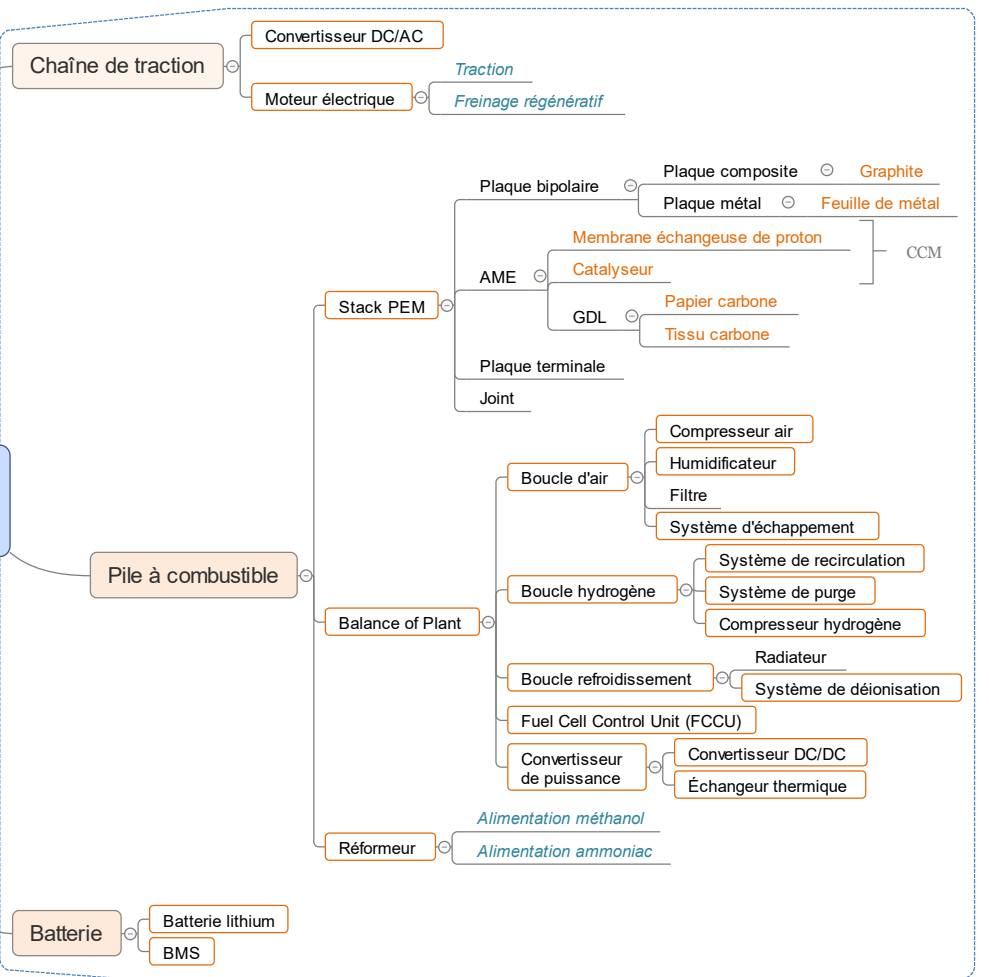 Chaîne de traction
Convertisseur DC/AC
Moteur électrique
Traction
Freinage régénératif
Pile à combustible
Stack PEM
Plaque bipolaire
Plaque composite
Graphite
Plaque métal
Feuille de métal
AME
Membrane échangeuse de proton
Catalyseur
CCM
GDL
Papier carbone
Tissu carbone
Plaque terminale
Joint
Balance of Plant
Boucle d'air
Compresseur air
Humidificateur
Filtre
Système d'échappement
Boucle hydrogène
Système de recirculation
Système de purge
Compresseur hydrogène
Boucle refroidissement
Radiateur
Système de déionisation
Fuel Cell Control Unit (FCCU)
Convertisseur
de puissance
Convertisseur DC/DC
Échangeur thermique
Réformeur
Alimentation méthanol
Alimentation ammoniac
Batterie
Batterie lithium
BMS